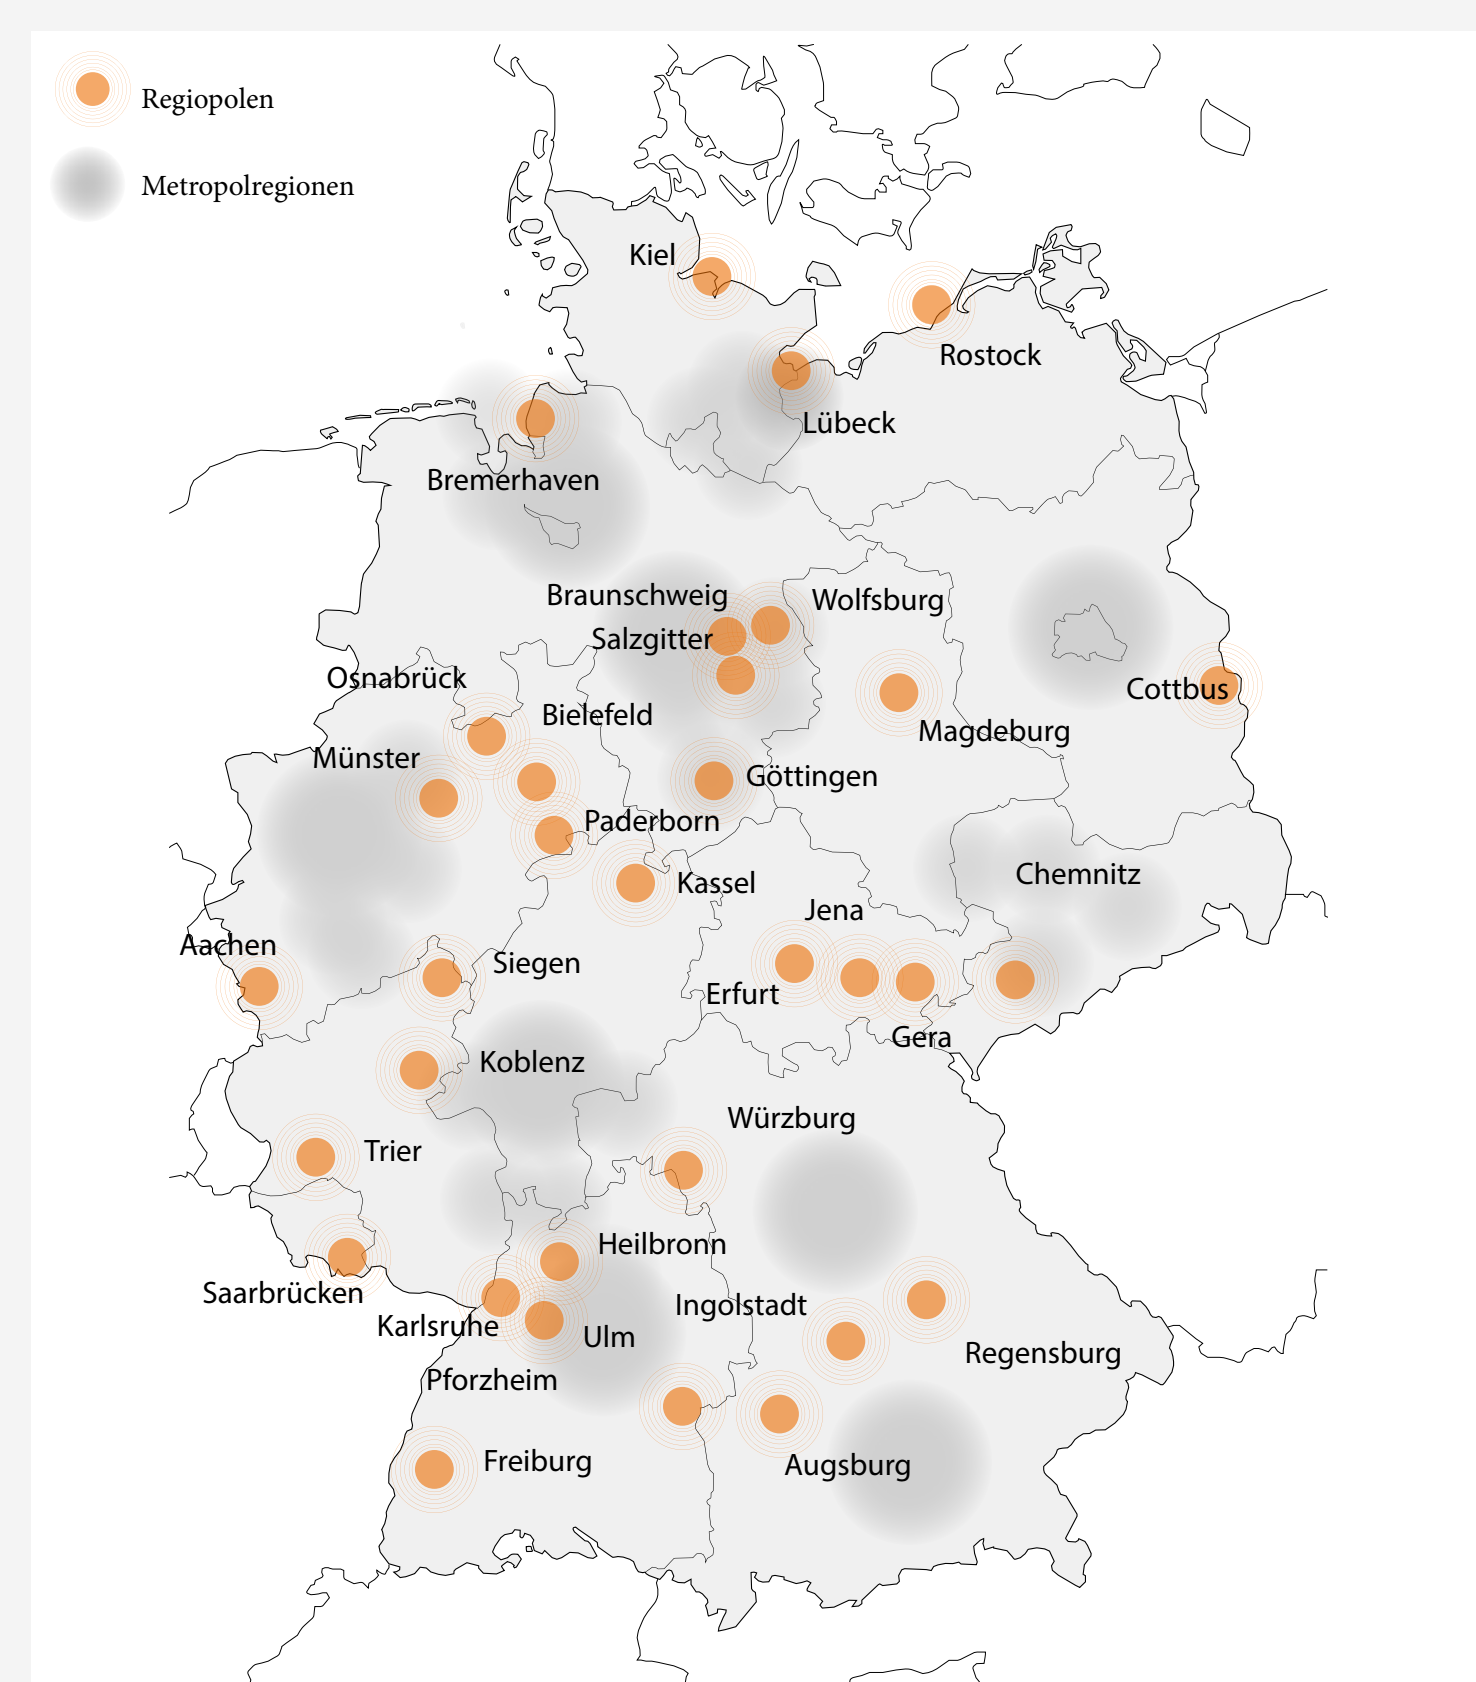 Regiopolen
Metropolregionen
Kiel
Rostock
Lübeck
Bremerhaven
Braunschweig
Wolfsburg
Salzgitter
Osnabrück
Cottbus
Bielefeld
Magdeburg
Münster
Göttingen
Paderborn
Chemnitz
Kassel
Jena
Aachen
Siegen
Erfurt
Gera
Koblenz
Würzburg
Trier
Heilbronn
Saarbrücken
Ingolstadt
Karlsruhe
Ulm
Regensburg
Pforzheim
Freiburg
Augsburg